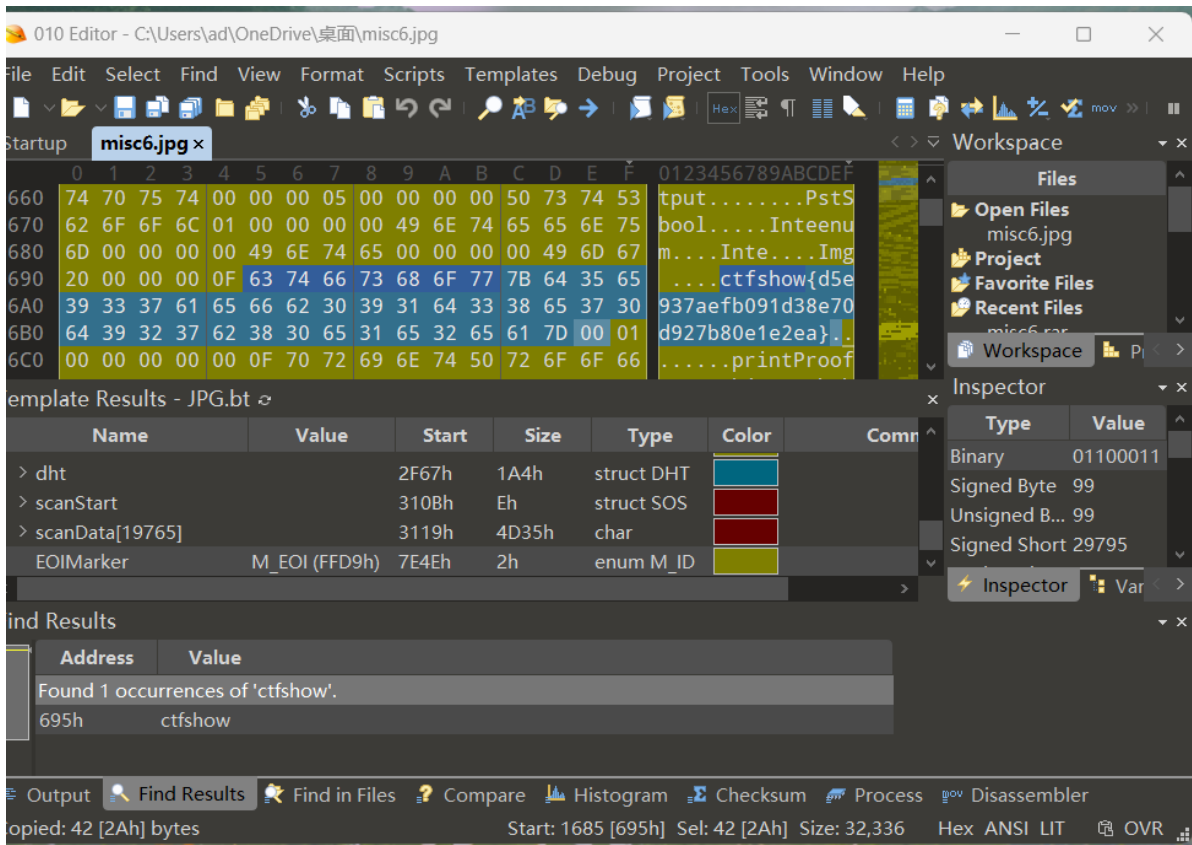 010 Editor - C:\Users\ad\OneDrive\桌面\misc6.jpg
File Edit Select Find View Format Scripts Templates Debug Project Tools Window Help
Hex mov »
Startup misc6.jpg × Workspace
0 1 2 3 4 5 6 7 8 9 A B C D E F 0123456789ABCDEF
660 74 70 75 74 00 00 00 05 00 00 00 00 50 73 74 53 tput........PstS
670 62 6F 6F 6C 01 00 00 00 00 49 6E 74 65 65 6E 75 bool.....Inteenu
680 6D 00 00 00 00 49 6E 74 65 00 00 00 00 49 6D 67 m....Inte....Img
690 20 00 00 00 0F 63 74 66 73 68 6F 77 7B 64 35 65 ....ctfshow{d5e
6A0 39 33 37 61 65 66 62 30 39 31 64 33 38 65 37 30 937aefb091d38e70
6B0 64 39 32 37 62 38 30 65 31 65 32 65 61 7D 00 01 d927b80e1e2ea}..
6C0 00 00 00 00 0F 70 72 69 6E 74 50 72 6F 6F 66 ......printProof
Files
Open Files
misc6.jpg
Project
Favorite Files
Recent Files
misc6.rar
Workspace
Template Results - JPG.bt
Name Value Start Size Type Color
> dht 2F67h 1A4h struct DHT
> scanStart 310Bh Eh struct SOS
> scanData[19765] 3119h 4D35h char
EOIMarker M_EOI (FFD9h) 7E4Eh 2h enum M_ID
Inspector
Type Value
Binary 01100011
Signed Byte 99
Unsigned B... 99
Signed Short 29795
Inspector
Find Results
Address Value
Found 1 occurrences of 'ctfshow'.
695h ctfshow
Output Find Results Find in Files Compare Histogram Checksum Process Disassembler
Copied: 42 [2Ah] bytes Start: 1685 [695h] Sel: 42 [2Ah] Size: 32,336 Hex ANSI LIT OVR